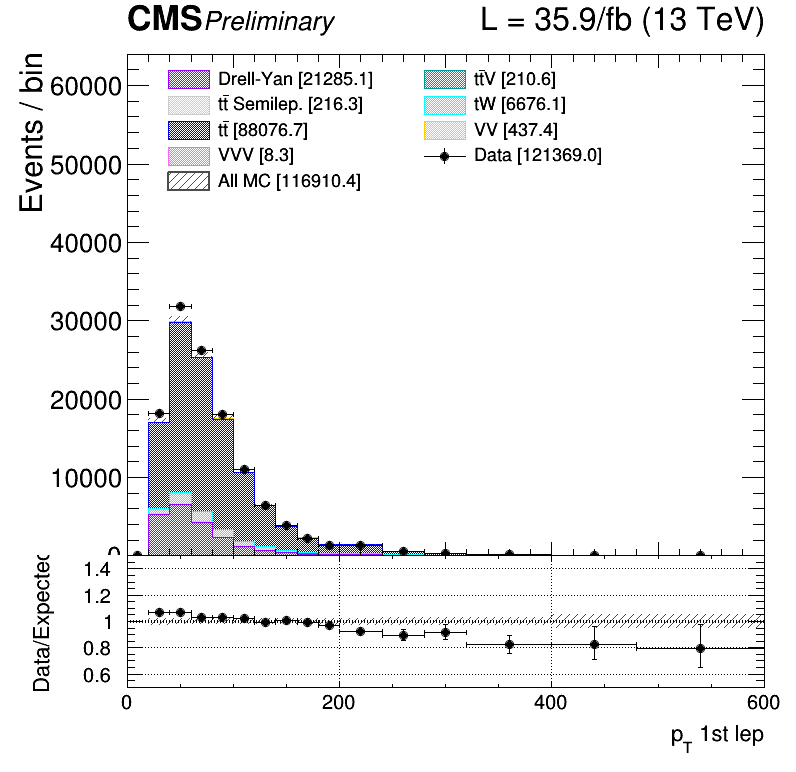 CMS Preliminary L = 35.9/fb (13 TeV)
Events / bin
60000
50000
40000
30000
20000
10000
0
Drell-Yan [21285.1]
tt̄ Semilep. [216.3]
tt̄ [88076.7]
VVV [8.3]
All MC [116910.4]
tt̄V [210.6]
tW [6676.1]
VV [437.4]
Data [121369.0]
Data/Expected
1.4
1.2
1
0.8
0.6
0 200 400 600
p_T 1st lep